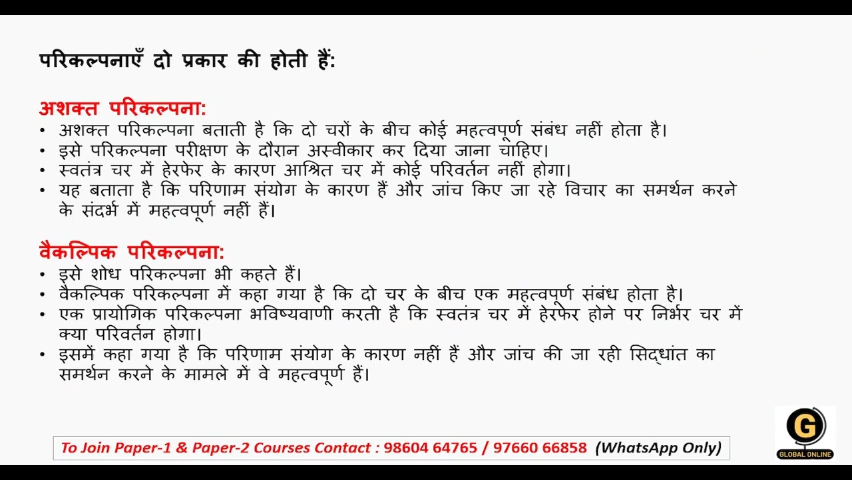 परिकल्पनाएँ दो प्रकार की होती हैं:
अशक्त परिकल्पना:
• अशक्त परिकल्पना बताती है कि दो चरों के बीच कोई महत्वपूर्ण संबंध नहीं होता है।
• इसे परिकल्पना परीक्षण के दौरान अस्वीकार कर दिया जाना चाहिए।
• स्वतंत्र चर में हेरफेर के कारण आश्रित चर में कोई परिवर्तन नहीं होगा।
• यह बताता है कि परिणाम संयोग के कारण हैं और जांच किए जा रहे विचार का समर्थन करने
के संदर्भ में महत्वपूर्ण नहीं हैं।
वैकल्पिक परिकल्पना:
• इसे शोध परिकल्पना भी कहते हैं।
• वैकल्पिक परिकल्पना में कहा गया है कि दो चर के बीच एक महत्वपूर्ण संबंध होता है।
• एक प्रायोगिक परिकल्पना भविष्यवाणी करती है कि स्वतंत्र चर में हेरफेर होने पर निर्भर चर में
क्या परिवर्तन होगा।
• इसमें कहा गया है कि परिणाम संयोग के कारण नहीं हैं और जांच की जा रही सिद्धांत का
समर्थन करने के मामले में वे महत्वपूर्ण हैं।
G
GLOBAL ONLINE
To Join Paper-1 & Paper-2 Courses Contact : 98604 64765 / 97660 66858 (WhatsApp Only)